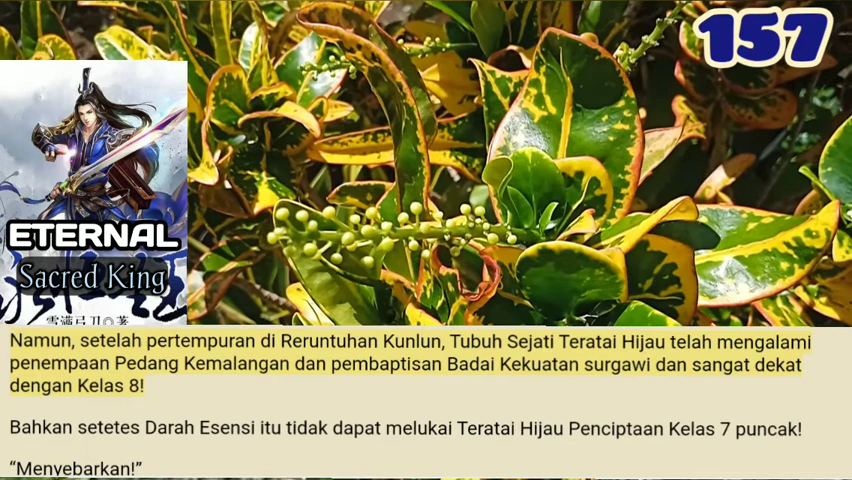 157
ETERNAL
Sacred King
雪满弓刀◎著
Namun, setelah pertempuran di Reruntuhan Kunlun, Tubuh Sejati Teratai Hijau telah mengalami
penempaan Pedang Kemalangan dan pembaptisan Badai Kekuatan surgawi dan sangat dekat
dengan Kelas 8!
Bahkan setetes Darah Esensi itu tidak dapat melukai Teratai Hijau Penciptaan Kelas 7 puncak!
“Menyebarkan!”